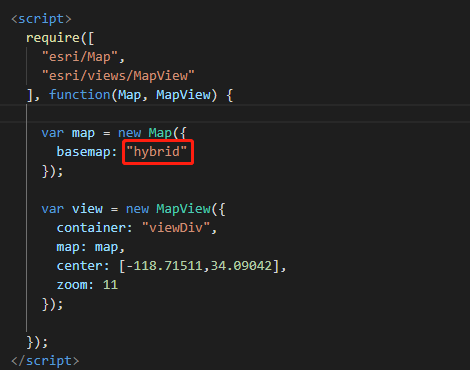 <script>
require([
"esri/Map",
"esri/views/MapView"
], function(Map, MapView) {
var map = new Map({
basemap: "hybrid"
});
var view = new MapView({
container: "viewDiv",
map: map,
center: [-118.71511,34.09042],
zoom: 11
});
});
</script>